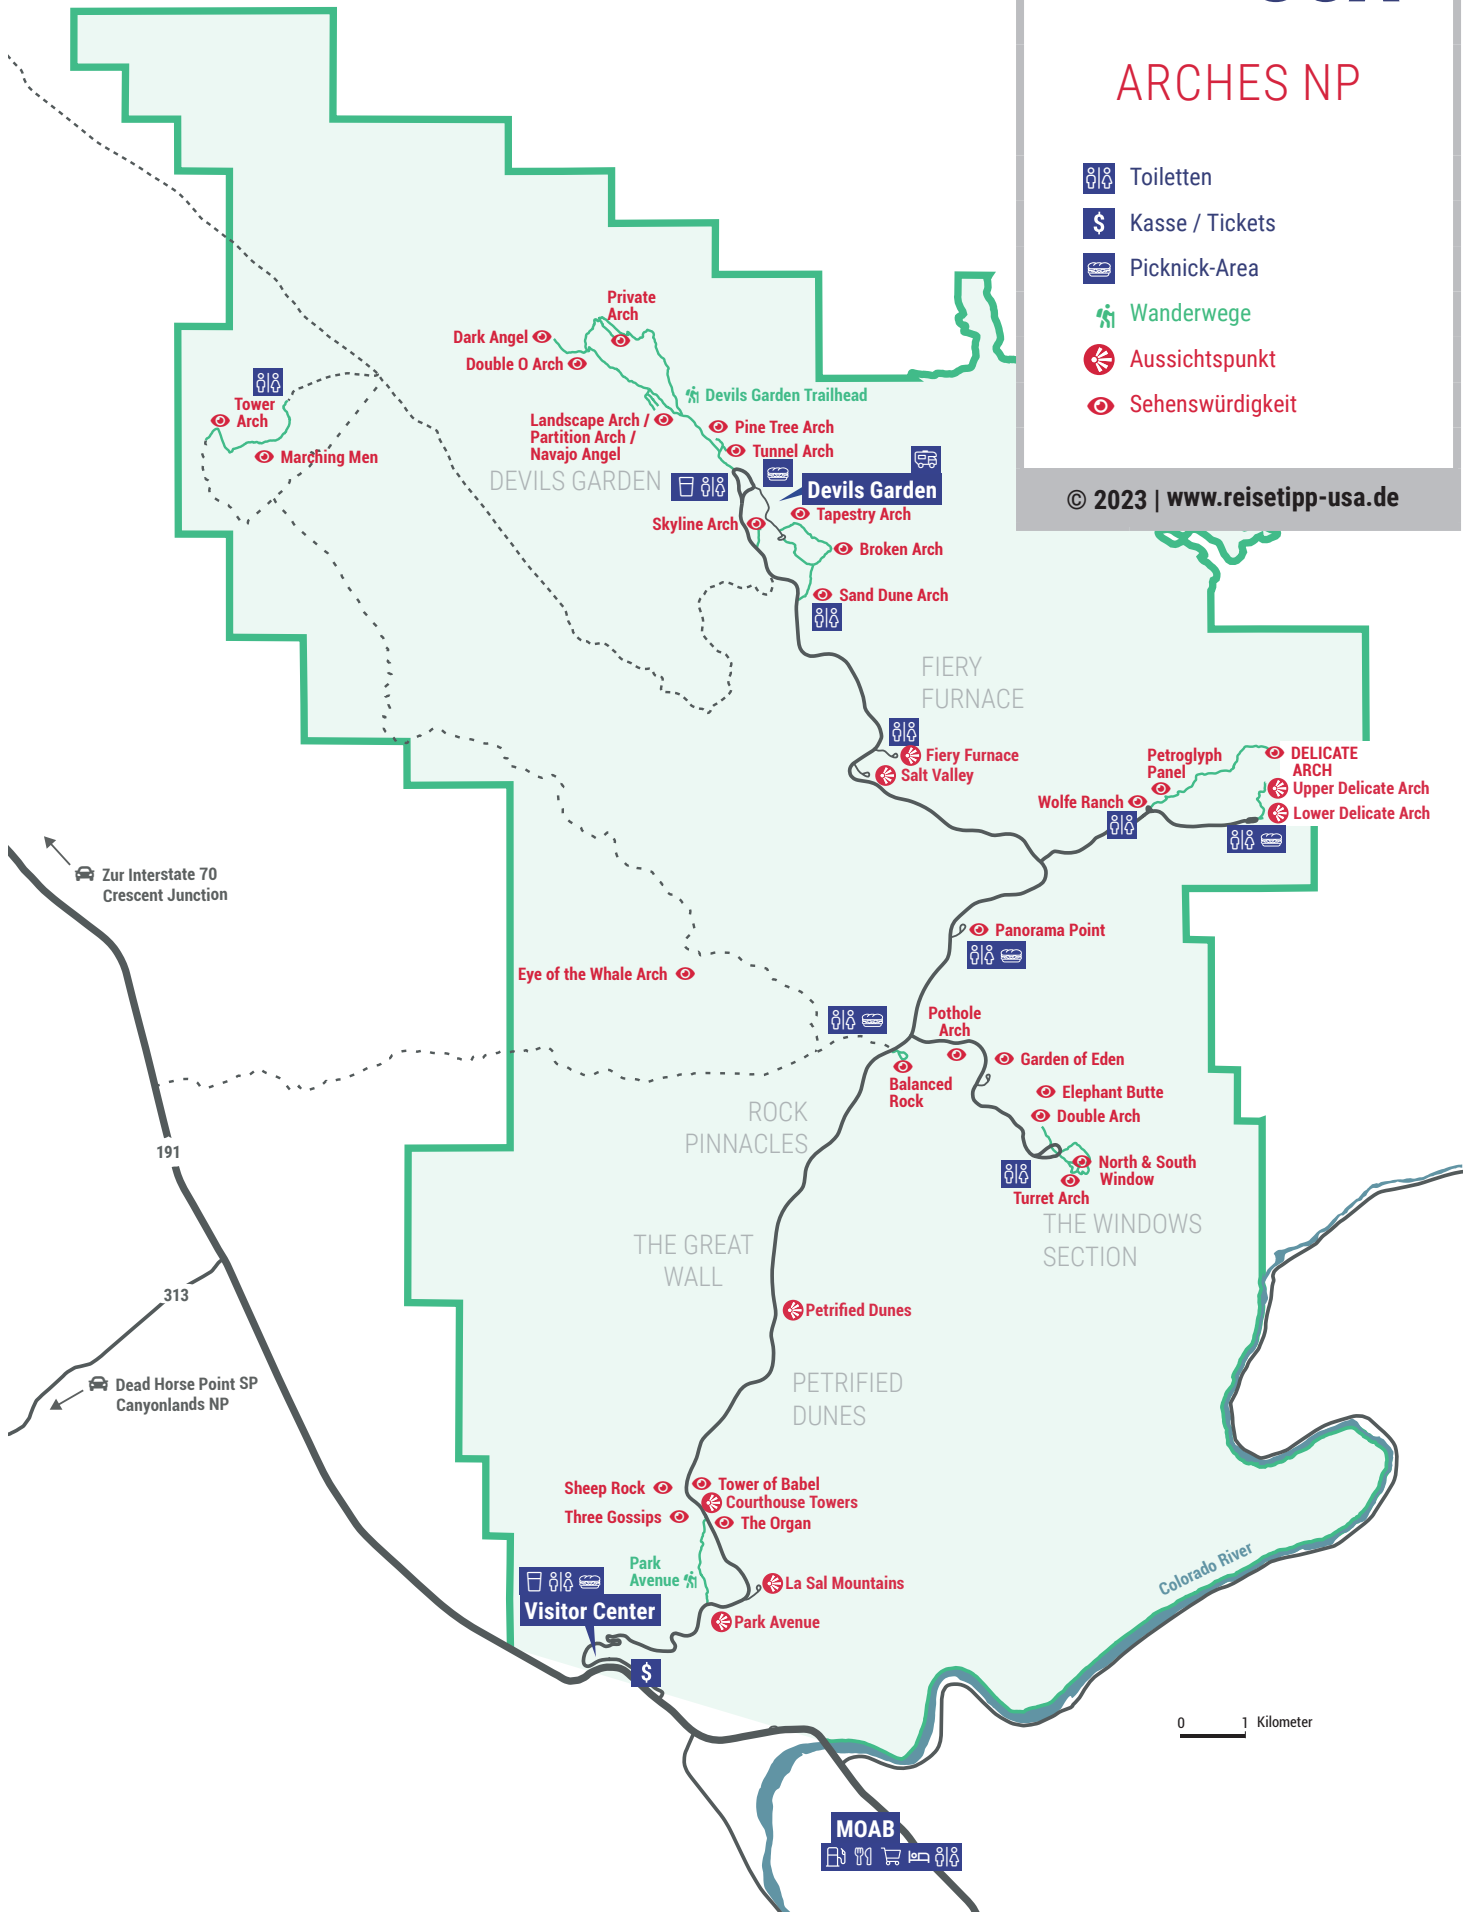 ARCHES NP
Toiletten
$
Kasse / Tickets
Picknick-Area
Wanderwege
Aussichtspunkt
Sehenswürdigkeit
© 2023 | www.reisetipp-usa.de
Private
Arch
Dark Angel
Double O Arch
Devils Garden Trailhead
Tower
Arch
Marching Men
Landscape Arch /
Partition Arch /
Navajo Angel
Pine Tree Arch
Tunnel Arch
DEVILS GARDEN
Devils Garden
Skyline Arch
Tapestry Arch
Broken Arch
Sand Dune Arch
FIERY
FURNACE
Fiery Furnace
Salt Valley
Petroglyph
Panel
DELICATE
ARCH
Upper Delicate Arch
Wolfe Ranch
Lower Delicate Arch
Zur Interstate 70
Crescent Junction
Panorama Point
Eye of the Whale Arch
Pothole
Arch
Garden of Eden
Balanced
Rock
Elephant Butte
Double Arch
ROCK
PINNACLES
191
North & South
Window
Turret Arch
THE WINDOWS
SECTION
THE GREAT
WALL
313
Petrified Dunes
Dead Horse Point SP
Canyonlands NP
PETRIFIED
DUNES
Sheep Rock
Tower of Babel
Courthouse Towers
Three Gossips
The Organ
Park
Avenue
La Sal Mountains
Colorado River
Visitor Center
Park Avenue
$
0 1 Kilometer
MOAB